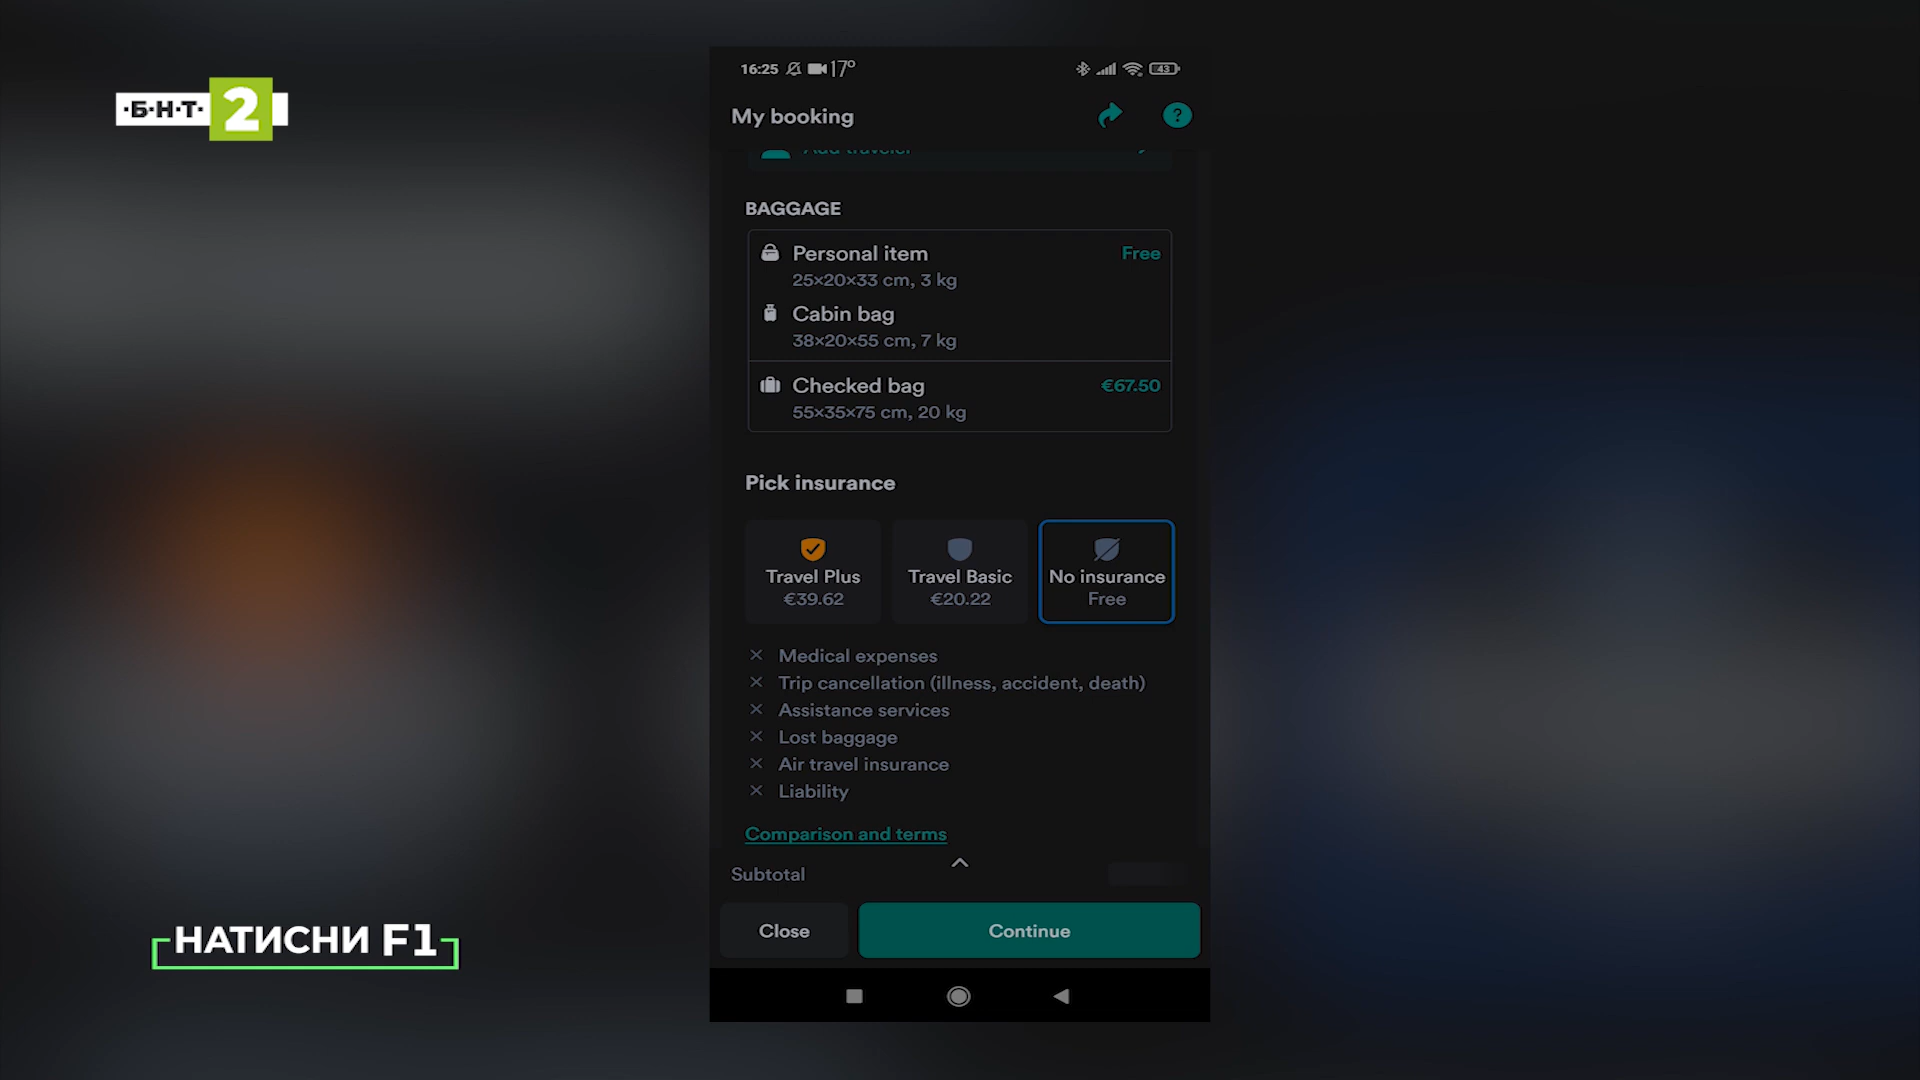 ·Б·Н·Т· 2
16:25 17°
43
My booking
?
Add traveler
BAGGAGE
Personal item Free
25×20×33 cm, 3 kg
Cabin bag
38×20×55 cm, 7 kg
Checked bag €67.50
55×35×75 cm, 20 kg
Pick insurance
Travel Plus
€39.62
Travel Basic
€20.22
No insurance
Free
× Medical expenses
× Trip cancellation (illness, accident, death)
× Assistance services
× Lost baggage
× Air travel insurance
× Liability
Comparison and terms
Subtotal
Close Continue
НАТИСНИ F1